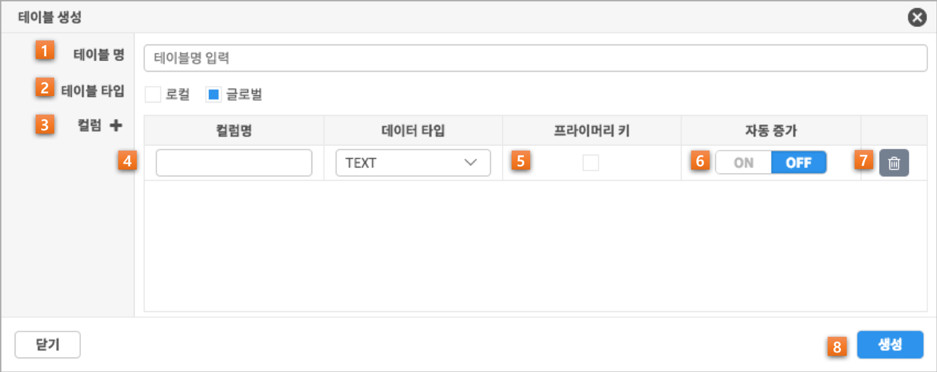 테이블 생성
1 테이블 명 테이블명 입력
2 테이블 타입 로컬 글로벌
3 컬럼 +
컬럼명 데이터 타입 프라이머리 키 자동 증가
4 TEXT 5 6 ON OFF 7
닫기 8 생성